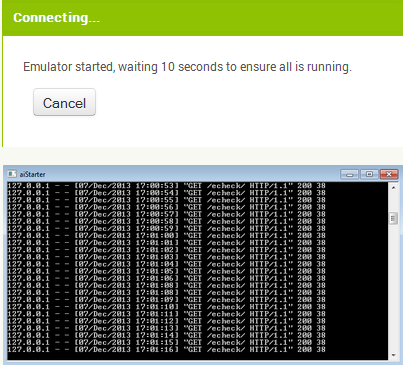 Connecting...
Emulator started, waiting 10 seconds to ensure all is running.
Cancel
aiStarter
127.0.0.1 - - [07/Dec/2013 17:00:53] "GET /echeck/ HTTP/1.1" 200 38
127.0.0.1 - - [07/Dec/2013 17:00:54] "GET /echeck/ HTTP/1.1" 200 38
127.0.0.1 - - [07/Dec/2013 17:00:55] "GET /echeck/ HTTP/1.1" 200 38
127.0.0.1 - - [07/Dec/2013 17:00:56] "GET /echeck/ HTTP/1.1" 200 38
127.0.0.1 - - [07/Dec/2013 17:00:57] "GET /echeck/ HTTP/1.1" 200 38
127.0.0.1 - - [07/Dec/2013 17:00:58] "GET /echeck/ HTTP/1.1" 200 38
127.0.0.1 - - [07/Dec/2013 17:00:59] "GET /echeck/ HTTP/1.1" 200 38
127.0.0.1 - - [07/Dec/2013 17:01:00] "GET /echeck/ HTTP/1.1" 200 38
127.0.0.1 - - [07/Dec/2013 17:01:01] "GET /echeck/ HTTP/1.1" 200 38
127.0.0.1 - - [07/Dec/2013 17:01:02] "GET /echeck/ HTTP/1.1" 200 38
127.0.0.1 - - [07/Dec/2013 17:01:03] "GET /echeck/ HTTP/1.1" 200 38
127.0.0.1 - - [07/Dec/2013 17:01:04] "GET /echeck/ HTTP/1.1" 200 38
127.0.0.1 - - [07/Dec/2013 17:01:05] "GET /echeck/ HTTP/1.1" 200 38
127.0.0.1 - - [07/Dec/2013 17:01:06] "GET /echeck/ HTTP/1.1" 200 38
127.0.0.1 - - [07/Dec/2013 17:01:08] "GET /echeck/ HTTP/1.1" 200 38
127.0.0.1 - - [07/Dec/2013 17:01:08] "GET /echeck/ HTTP/1.1" 200 38
127.0.0.1 - - [07/Dec/2013 17:01:09] "GET /echeck/ HTTP/1.1" 200 38
127.0.0.1 - - [07/Dec/2013 17:01:10] "GET /echeck/ HTTP/1.1" 200 38
127.0.0.1 - - [07/Dec/2013 17:01:11] "GET /echeck/ HTTP/1.1" 200 38
127.0.0.1 - - [07/Dec/2013 17:01:12] "GET /echeck/ HTTP/1.1" 200 38
127.0.0.1 - - [07/Dec/2013 17:01:13] "GET /echeck/ HTTP/1.1" 200 38
127.0.0.1 - - [07/Dec/2013 17:01:14] "GET /echeck/ HTTP/1.1" 200 38
127.0.0.1 - - [07/Dec/2013 17:01:15] "GET /echeck/ HTTP/1.1" 200 38
127.0.0.1 - - [07/Dec/2013 17:01:16] "GET /echeck/ HTTP/1.1" 200 38